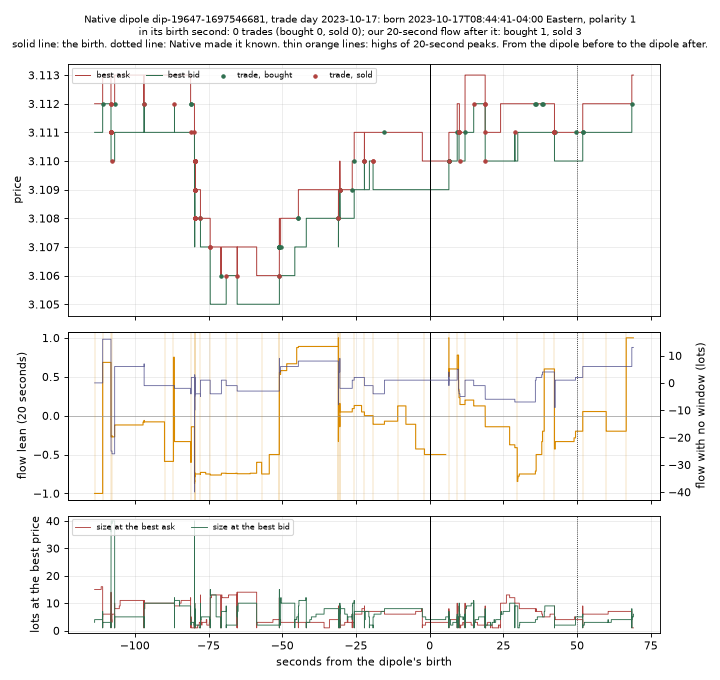 Native dipole dip-19647-1697546681, trade day 2023-10-17: born 2023-10-17T08:44:41-04:00 Eastern, polarity 1
in its birth second: 0 trades (bought 0, sold 0); our 20-second flow after it: bought 1, sold 3
solid line: the birth. dotted line: Native made it known. thin orange lines: highs of 20-second peaks. From the dipole before to the dipole after.
best ask best bid trade, bought trade, sold
3.113
3.112
3.111
3.110
3.109
3.108
3.107
3.106
3.105
price
1.0
0.5
0.0
−0.5
−1.0
flow lean (20 seconds)
10
0
−10
−20
−30
−40
flow with no window (lots)
size at the best ask size at the best bid
40
30
20
10
0
lots at the best price
−100 −75 −50 −25 0 25 50 75
seconds from the dipole's birth